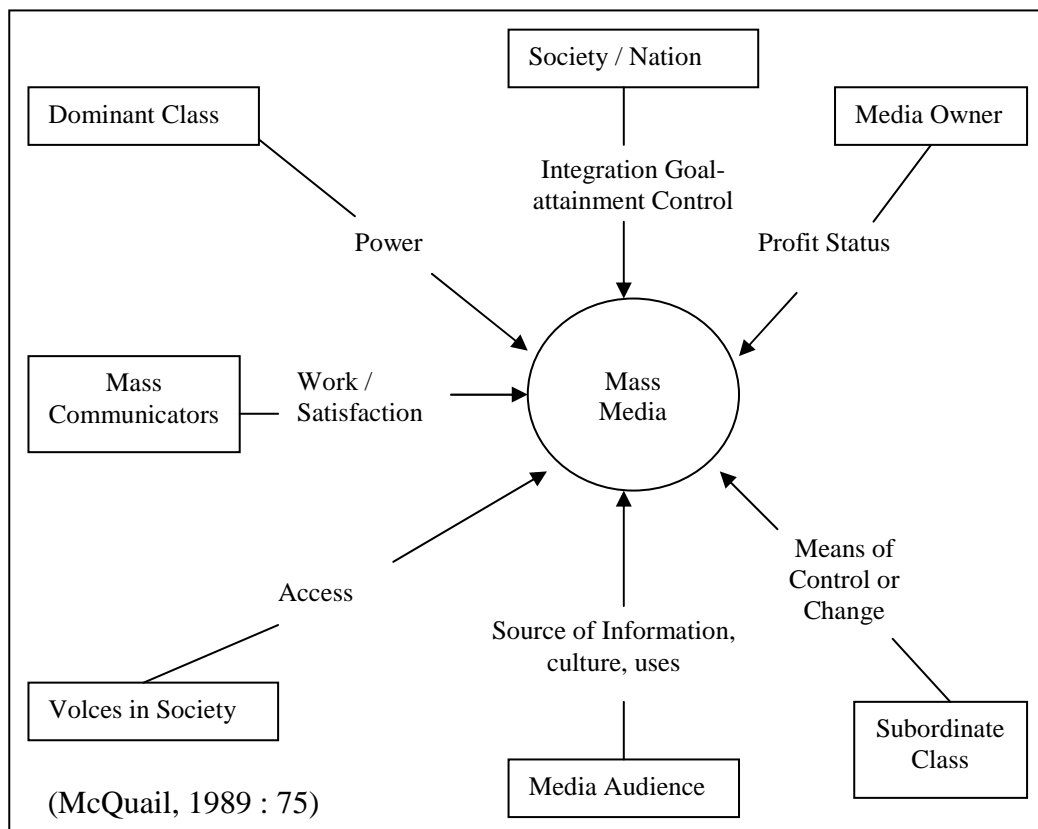 Society / Nation
Dominant Class
Media Owner
Integration Goal-
attainment Control
Power
Profit Status
Mass
Communicators
Work /
Satisfaction
Mass
Media
Access
Means of
Control or
Change
Source of Information,
culture, uses
Volces in Society
Subordinate
Class
Media Audience
(McQuail, 1989 : 75)